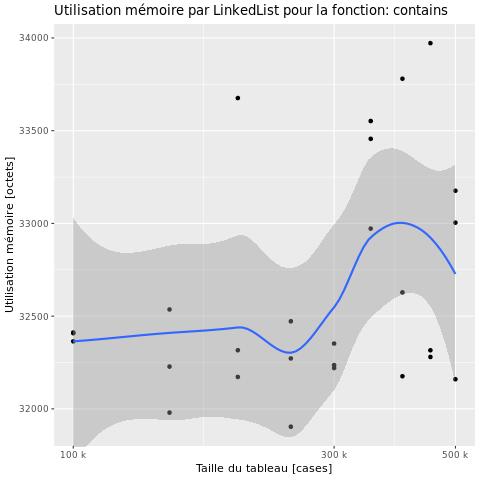 Utilisation mémoire par LinkedList pour la fonction: contains
34000
33500
33000
32500
32000
Utilisation mémoire [octets]
100 k
300 k
500 k
Taille du tableau [cases]